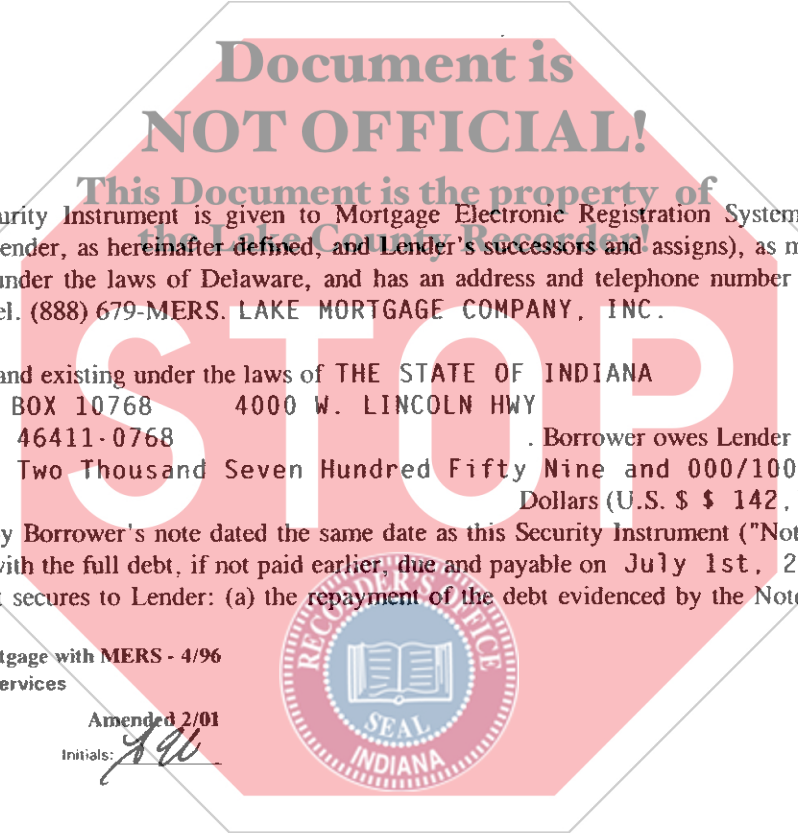 Document is
NOT OFFICIAL!
This Document is the property of
the Lake County Recorder!
STOP
urity Instrument is given to Mortgage Electronic Registration System
ender, as hereinafter defined, and Lender's successors and assigns), as m
under the laws of Delaware, and has an address and telephone number
el. (888) 679-MERS. LAKE MORTGAGE COMPANY, INC.
and existing under the laws of THE STATE OF INDIANA
BOX 10768 4000 W. LINCOLN HWY
46411-0768 . Borrower owes Lender
Two Thousand Seven Hundred Fifty Nine and 000/100
Dollars (U.S. $ $ 142,
y Borrower's note dated the same date as this Security Instrument ("Not
with the full debt, if not paid earlier, due and payable on July 1st, 2
t secures to Lender: (a) the repayment of the debt evidenced by the Note
tgage with MERS - 4/96
ervices
Amended 2/01
Initials:
RECORDER'S OFFICE
SEAL
INDIANA